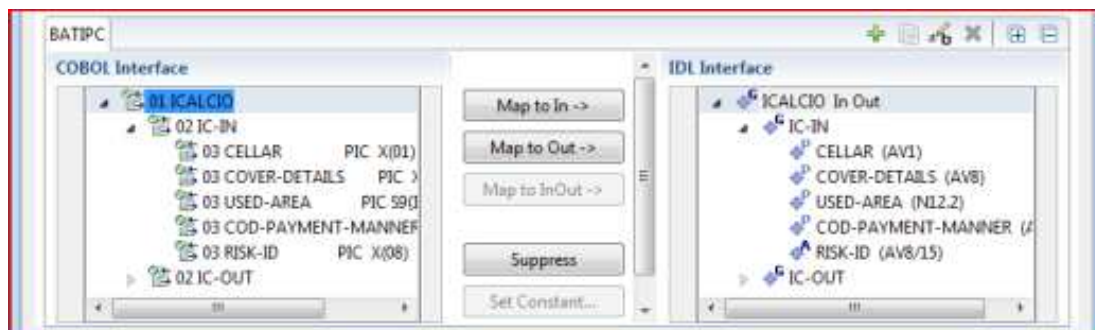 BATIPC
COBOL Interface
01 ICALCIO
02 IC-IN
03 CELLAR PIC X(01)
03 COVER-DETAILS PIC
03 USED-AREA PIC S9(
03 COD-PAYMENT-MANNER
03 RISK-ID PIC X(08)
02 IC-OUT
Map to In ->
Map to Out ->
Map to InOut ->
Suppress
Set Constant...
IDL Interface
ICALCIO In Out
IC-IN
CELLAR (AV1)
COVER-DETAILS (AV8)
USED-AREA (N12.2)
COD-PAYMENT-MANNER (
RISK-ID (AV8/15)
IC-OUT